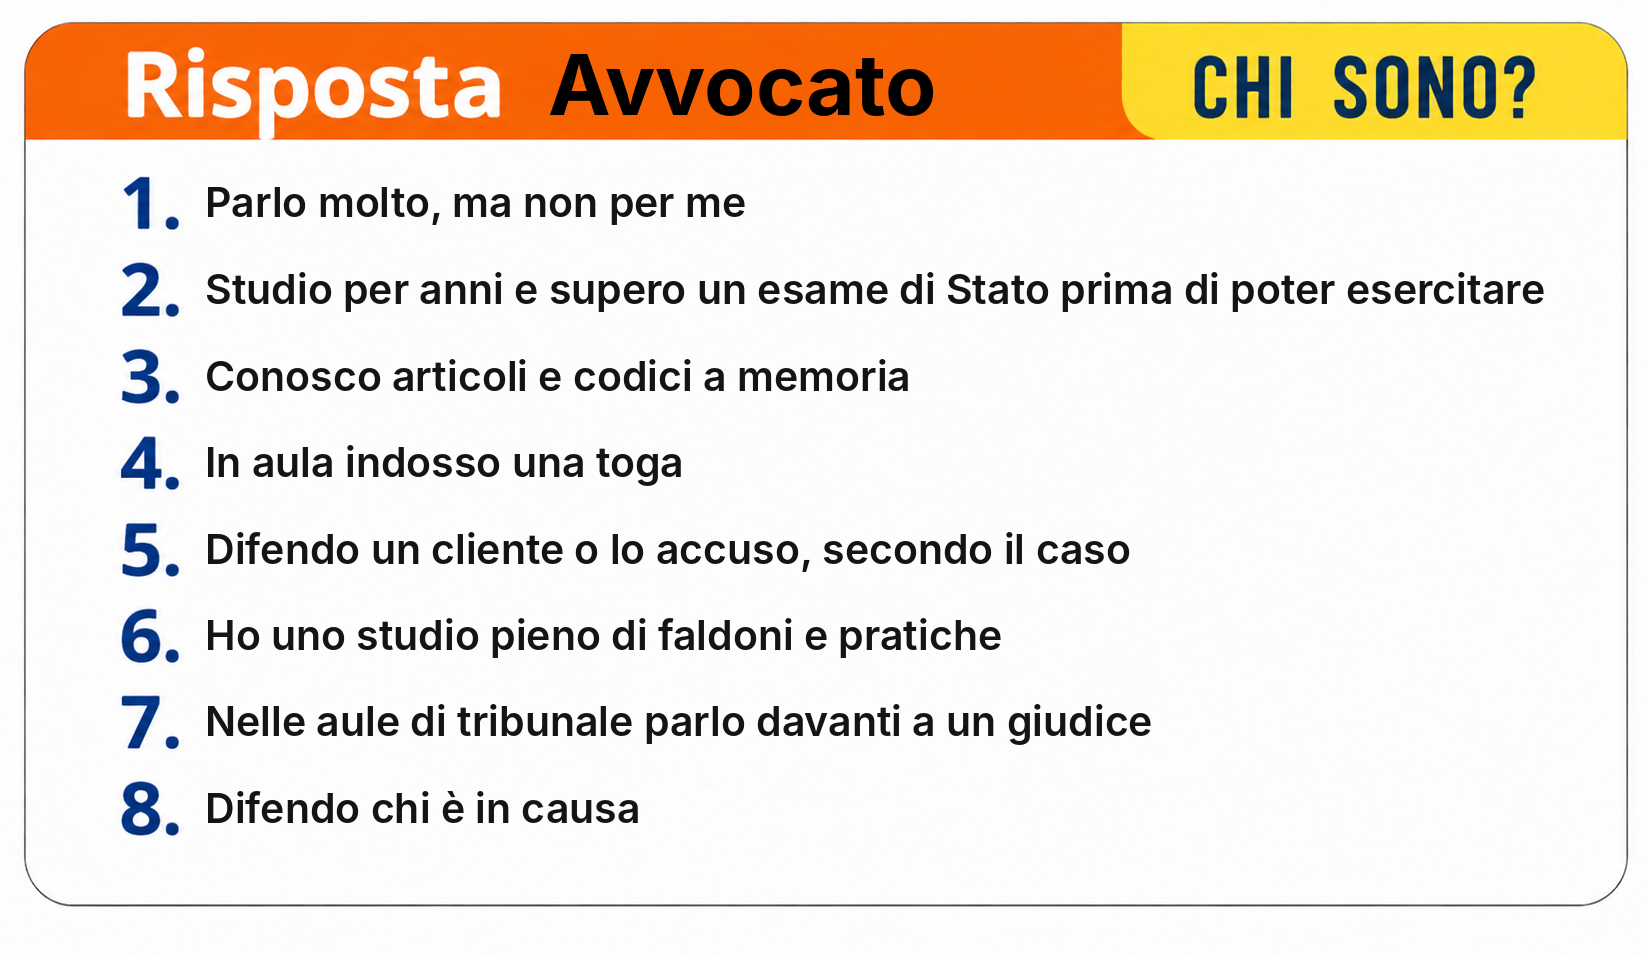 Risposta Avvocato CHI SONO?
1. Parlo molto, ma non per me
2. Studio per anni e supero un esame di Stato prima di poter esercitare
3. Conosco articoli e codici a memoria
4. In aula indosso una toga
5. Difendo un cliente o lo accuso, secondo il caso
6. Ho uno studio pieno di faldoni e pratiche
7. Nelle aule di tribunale parlo davanti a un giudice
8. Difendo chi è in causa